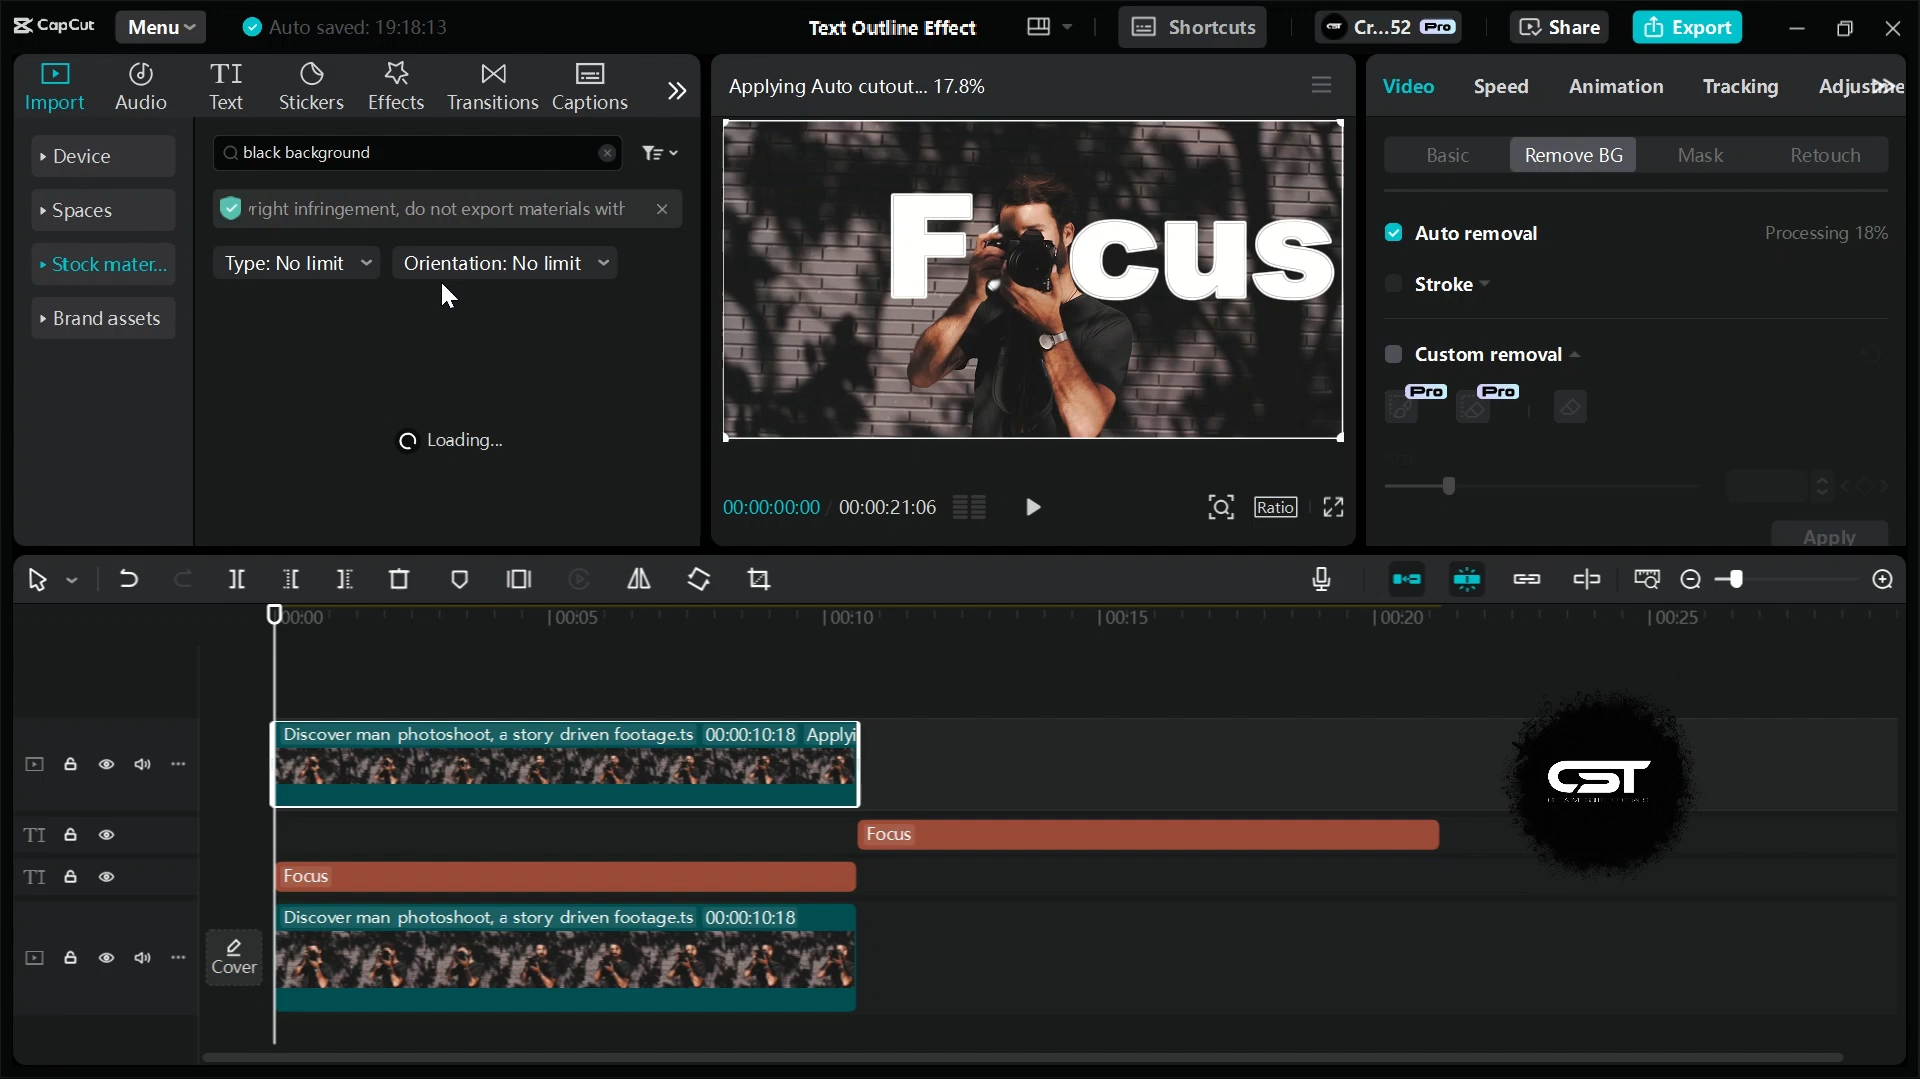 CapCut
Menu
Auto saved: 19:18:13
Text Outline Effect
Shortcuts
Cr...52
Pro
Share
Export
Import
Audio
Text
Stickers
Effects
Transitions
Captions
Device
Spaces
Stock mater...
Brand assets
black background
right infringement, do not export materials with
Type: No limit
Orientation: No limit
Loading...
Applying Auto cutout... 17.8%
F cus
00:00:00:00
00:00:21:06
Ratio
Video
Speed
Animation
Tracking
Basic
Remove BG
Mask
Retouch
Auto removal
Processing 18%
Stroke
Custom removal
Pro
Pro
Size
Apply
00:00
00:05
00:10
00:15
00:20
00:25
Discover man photoshoot, a story driven footage.ts 00:00:10:18 Applyi
Focus
Focus
Cover
Discover man photoshoot, a story driven footage.ts 00:00:10:18
CST